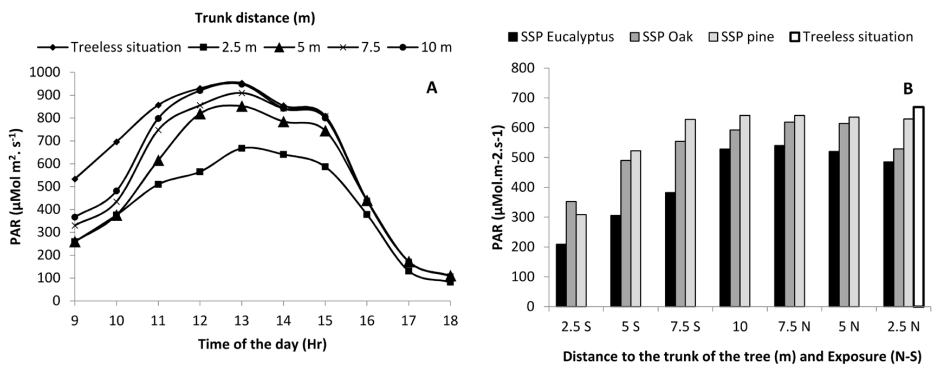 Trunk distance (m)
Treeless situation 2.5 m 5 m 7.5 10 m
A
PAR (µMol m². s-¹)
1000
900
800
700
600
500
400
300
200
100
0
9 10 11 12 13 14 15 16 17 18
Time of the day (Hr)
SSP Eucalyptus SSP Oak SSP pine Treeless situation
B
PAR (µMol.m-2.s-1)
800
700
600
500
400
300
200
100
0
2.5 S 5 S 7.5 S 10 7.5 N 5 N 2.5 N
Distance to the trunk of the tree (m) and Exposure (N-S)